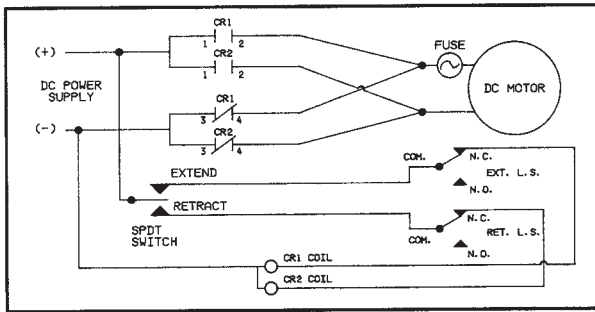 CR1
1 2
(+)
CR2
FUSE
1 2
DC POWER
SUPPLY
DC MOTOR
CR1
3 4
(-)
CR2
3 4
COM.
N.C.
EXT. L.S.
EXTEND
N.O.
RETRACT
N.C.
SPDT
SWITCH
COM.
RET. L.S.
N.O.
CR1 COIL
CR2 COIL